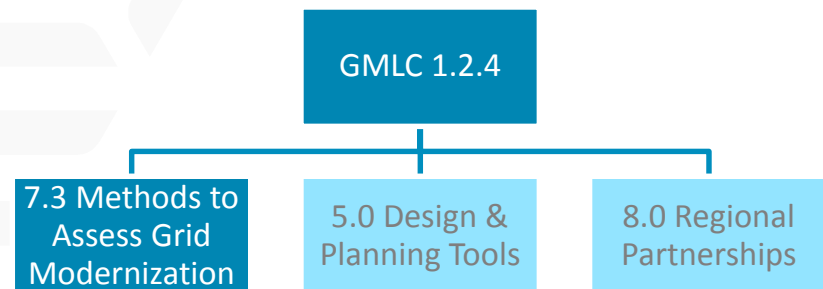 GMLC 1.2.4
7.3 Methods to
Assess Grid
Modernization
5.0 Design &
Planning Tools
8.0 Regional
Partnerships